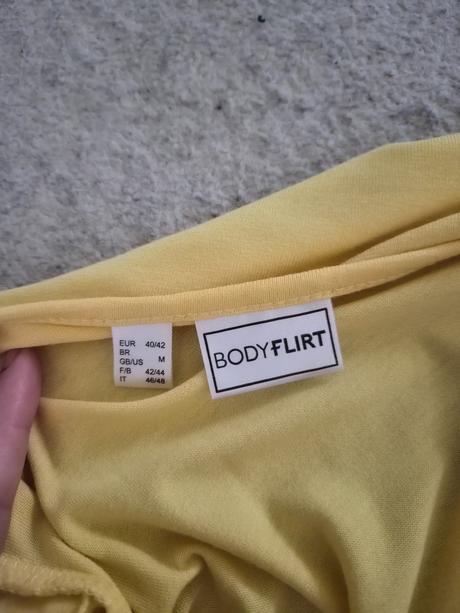 EUR 40/42
BR
GB/US M
F/B 42/44
IT 46/48
BODYFLIRT